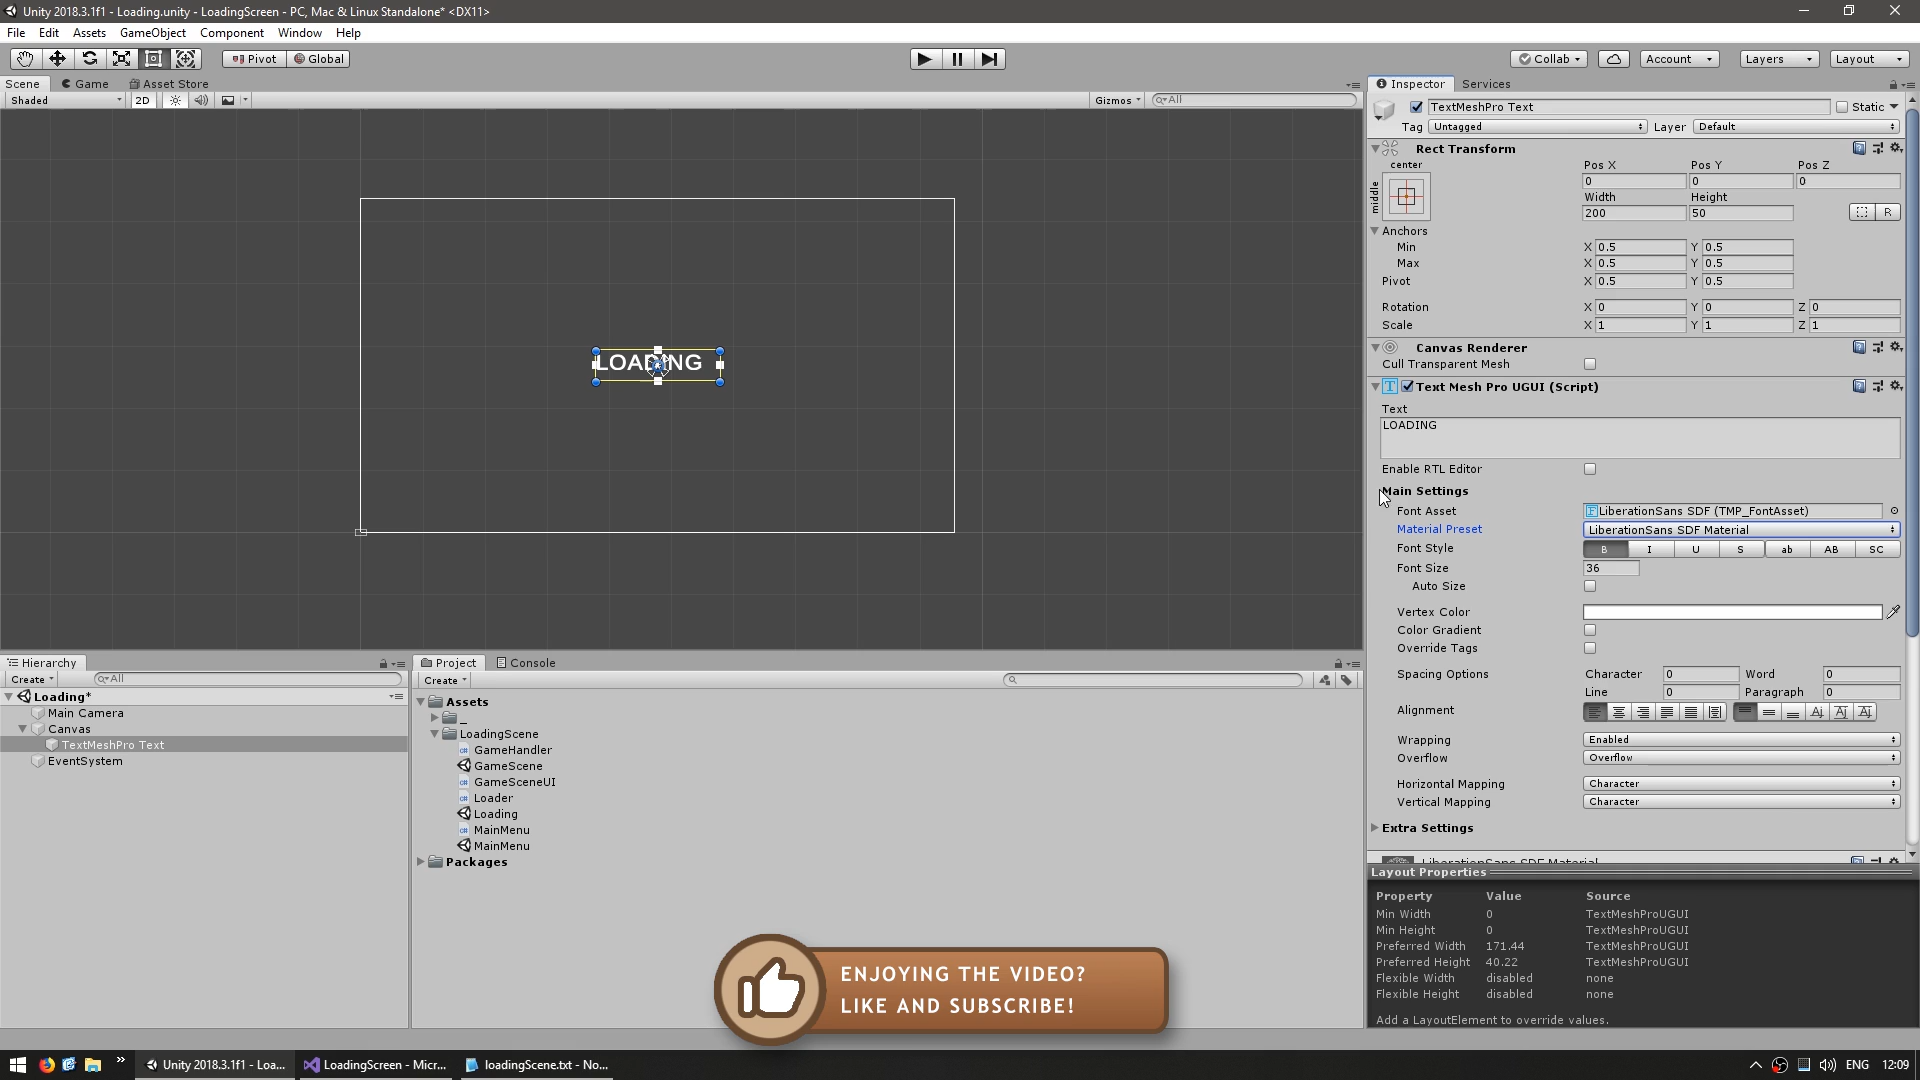 Unity 2018.3.1f1 - Loading.unity - LoadingScreen - PC, Mac & Linux Standalone* <DX11>
File Edit Assets GameObject Component Window Help
Pivot Global Collab Account Layers Layout
Scene Game Asset Store
Shaded 2D Gizmos All
LOADING
Inspector Services
TextMeshPro Text Static
Tag Untagged Layer Default
Rect Transform
center Pos X Pos Y Pos Z
middle 0 0 0
Width Height
200 50 R
Anchors
Min X 0.5 Y 0.5
Max X 0.5 Y 0.5
Pivot X 0.5 Y 0.5
Rotation X 0 Y 0 Z 0
Scale X 1 Y 1 Z 1
Canvas Renderer
Cull Transparent Mesh
Text Mesh Pro UGUI (Script)
Text
LOADING
Enable RTL Editor
Main Settings
Font Asset LiberationSans SDF (TMP_FontAsset)
Material Preset LiberationSans SDF Material
Font Style B I U S ab AB SC
Font Size 36
Auto Size
Vertex Color
Color Gradient
Override Tags
Spacing Options Character 0 Word 0
Line 0 Paragraph 0
Alignment
Wrapping Enabled
Overflow Overflow
Horizontal Mapping Character
Vertical Mapping Character
Extra Settings
LiberationSans SDF Material
Layout Properties
Property Value Source
Min Width 0 TextMeshProUGUI
Min Height 0 TextMeshProUGUI
Preferred Width 171.44 TextMeshProUGUI
Preferred Height 40.22 TextMeshProUGUI
Flexible Width disabled none
Flexible Height disabled none
Add a LayoutElement to override values.
Hierarchy
Create All
Loading*
Main Camera
Canvas
TextMeshPro Text
EventSystem
Project Console
Create
Assets
_
LoadingScene
GameHandler
GameScene
GameSceneUI
Loader
Loading
MainMenu
MainMenu
Packages
ENJOYING THE VIDEO?
LIKE AND SUBSCRIBE!
Unity 2018.3.1f1 - Loa... LoadingScreen - Micr... loadingScene.txt - No... ENG 12:09